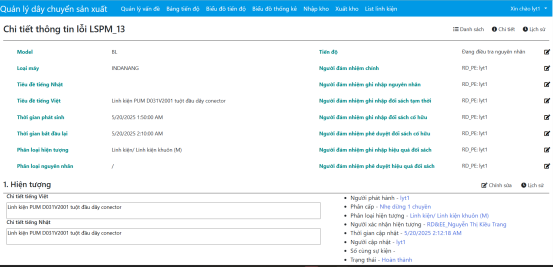 Quản lý dây chuyền sản xuất Quản lý vấn đề Bảng tiến độ Biểu đồ tiến độ Biểu đồ thống kê Nhập kho Xuất kho List linh kiện Xin chào lyt1
Chi tiết thông tin lỗi LSPM_13 Danh sách Chi tiết Lịch sử
Model BL Tiến độ Đang điều tra nguyên nhân
Loại máy INDANANG Người đảm nhiệm chính RD_PE: lyt1
Tiêu đề tiếng Nhật Người đảm nhiệm ghi nhập nguyên nhân RD_PE: lyt1
Tiêu đề tiếng Việt Linh kiện PUM D031V2001 tuột đầu dây conector Người đảm nhiệm ghi nhập đối sách tạm thời RD_PE: lyt1
Thời gian phát sinh 5/20/2025 1:50:00 AM Người đảm nhiệm ghi nhập đối sách cố hữu RD_PE: lyt1
Thời gian bắt đầu lại 5/20/2025 2:10:00 AM Người đảm nhiệm phê duyệt đối sách cố hữu RD_PE: lyt1
Phân loại hiện tượng Linh kiện/ Linh kiện khuôn (M) Người đảm nhiệm ghi nhập hiệu quả đối sách RD_PE: lyt1
Phân loại nguyên nhân / Người đảm nhiệm phê duyệt hiệu quả đối sách RD_PE: lyt1
1. Hiện tượng Chỉnh sửa Lịch sử
Chi tiết tiếng Việt
Linh kiện PUM D031V2001 tuột đầu dây conector
Chi tiết tiếng Nhật
Linh kiện PUM D031V2001 tuột đầu dây conector
Người phát hành - lyt1
Phân cấp - Nhẹ dừng 1 chuyền
Phân loại hiện tượng - Linh kiện/ Linh kiện khuôn (M)
Người xác nhận hiện tượng - RD&EE_Nguyễn Thị Kiều Trang
Thời gian cập nhật - 5/20/2025 2:12:18 AM
Người cập nhật - lyt1
Số cùng sự kiện -
Trạng thái - Hoàn thành